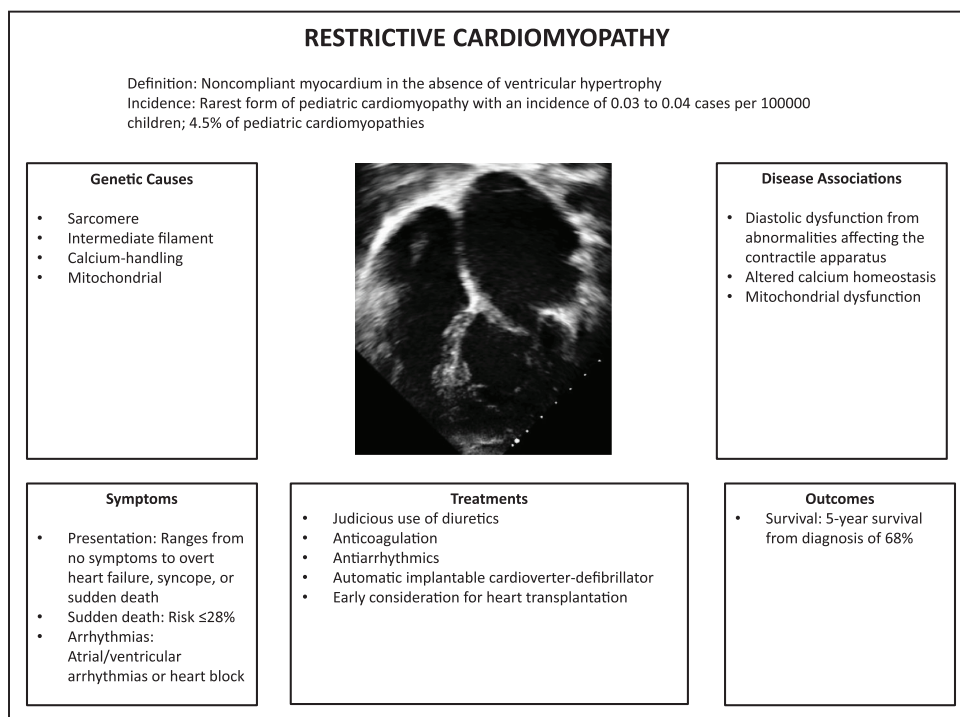 RESTRICTIVE CARDIOMYOPATHY
Definition: Noncompliant myocardium in the absence of ventricular hypertrophy
Incidence: Rarest form of pediatric cardiomyopathy with an incidence of 0.03 to 0.04 cases per 100000
children; 4.5% of pediatric cardiomyopathies
Genetic Causes
• Sarcomere
• Intermediate filament
• Calcium-handling
• Mitochondrial
Disease Associations
• Diastolic dysfunction from
abnormalities affecting the
contractile apparatus
• Altered calcium homeostasis
• Mitochondrial dysfunction
Symptoms
• Presentation: Ranges from
no symptoms to overt
heart failure, syncope, or
sudden death
• Sudden death: Risk ≤28%
• Arrhythmias:
Atrial/ventricular
arrhythmias or heart block
Treatments
• Judicious use of diuretics
• Anticoagulation
• Antiarrhythmics
• Automatic implantable cardioverter-defibrillator
• Early consideration for heart transplantation
Outcomes
• Survival: 5-year survival
from diagnosis of 68%